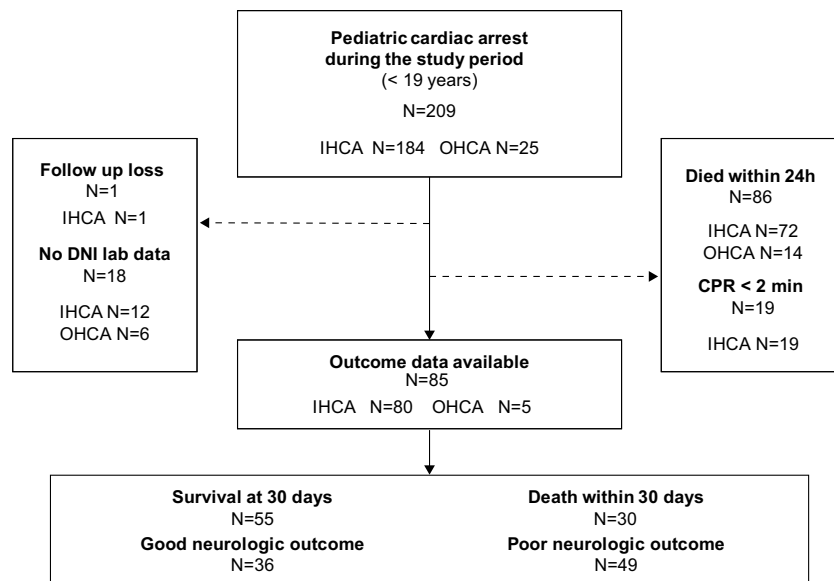 Pediatric cardiac arrest
during the study period
(< 19 years)
N=209
IHCA N=184 OHCA N=25
Follow up loss
N=1
IHCA N=1
No DNI lab data
N=18
IHCA N=12
OHCA N=6
Died within 24h
N=86
IHCA N=72
OHCA N=14
CPR < 2 min
N=19
IHCA N=19
Outcome data available
N=85
IHCA N=80 OHCA N=5
Survival at 30 days
N=55
Good neurologic outcome
N=36
Death within 30 days
N=30
Poor neurologic outcome
N=49